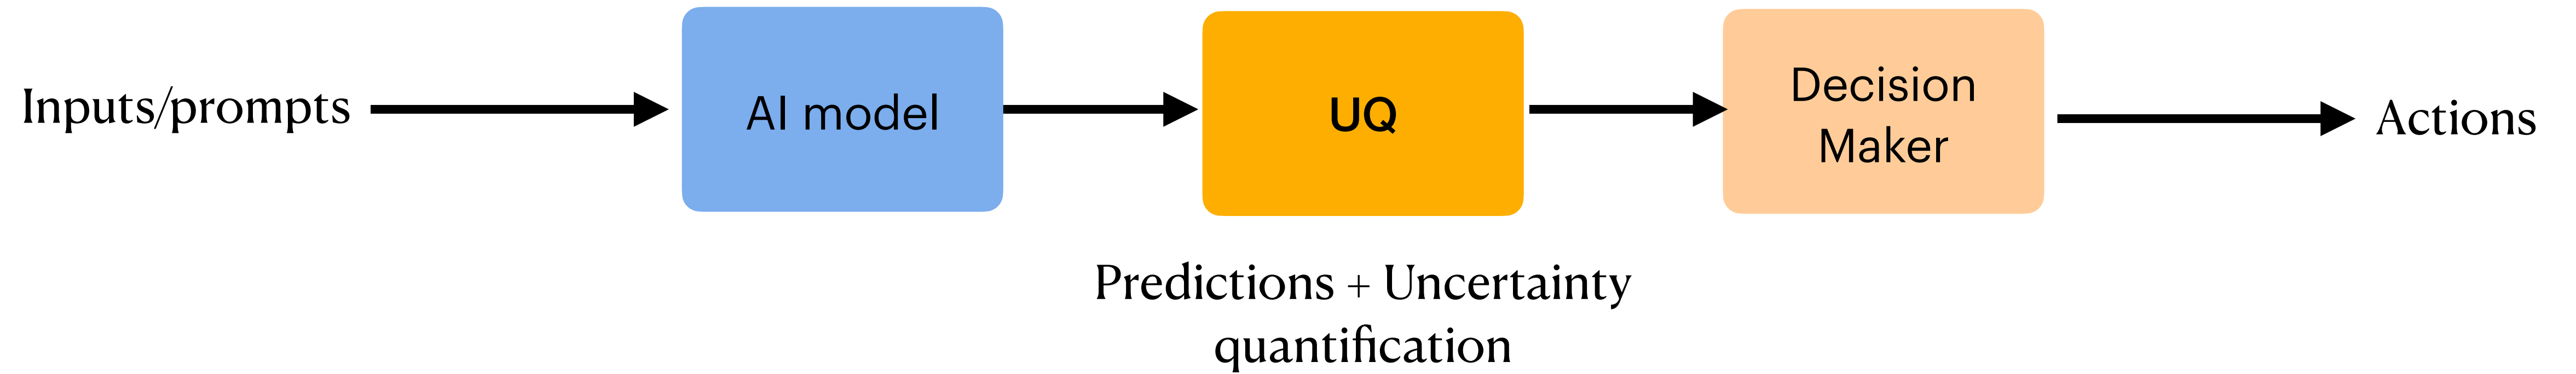 Inputs/prompts
AI model
UQ
Decision
Maker
Actions
Predictions + Uncertainty
quantification